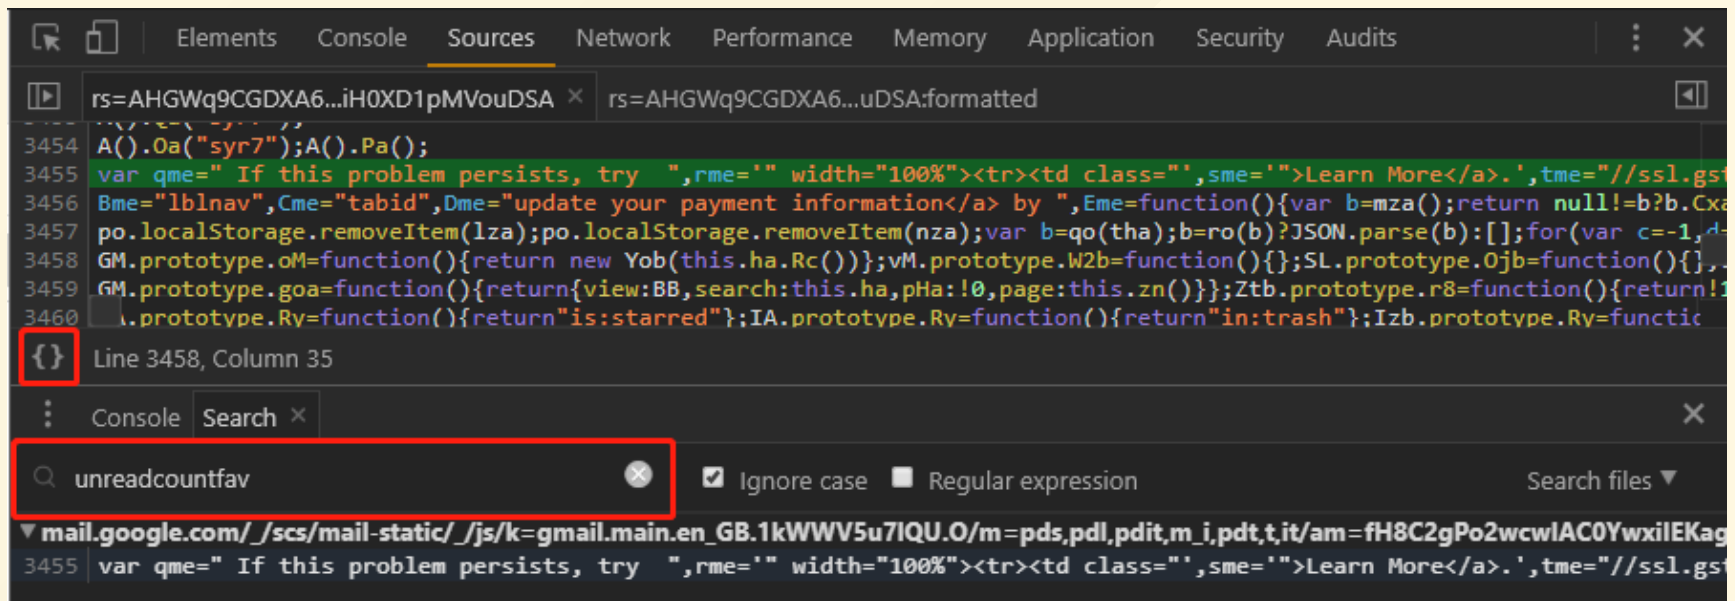 Elements Console Sources Network Performance Memory Application Security Audits
rs=AHGWq9CGDXA6...iH0XD1pMVouDSA × rs=AHGWq9CGDXA6...uDSA:formatted
3454 A().Oa("syr7");A().Pa();
3455 var qme=" If this problem persists, try  ",rme='" width="100%"><tr><td class="',sme='">Learn More</a>.',tme="//ssl.gst
3456 Bme="lblnav",Cme="tabid",Dme="update your payment information</a> by ",Eme=function(){var b=mza();return null!=b?b.Cxa
3457 po.localStorage.removeItem(lza);po.localStorage.removeItem(nza);var b=qo(tha);b=ro(b)?JSON.parse(b):[];for(var c=-1,d=
3458 GM.prototype.oM=function(){return new Yob(this.ha.Rc())};vM.prototype.W2b=function(){};SL.prototype.Ojb=function(){},
3459 GM.prototype.goa=function(){return{view:BB,search:this.ha,pHa:!0,page:this.zn()}};Ztb.prototype.r8=function(){return!1
3460 .prototype.Ry=function(){return"is:starred"};IA.prototype.Ry=function(){return"in:trash"};Izb.prototype.Ry=functic
{} Line 3458, Column 35
Console Search ×
unreadcountfav Ignore case Regular expression Search files ▼
▼ mail.google.com/_/scs/mail-static/_/js/k=gmail.main.en_GB.1kWWV5u7lQU.O/m=pds,pdl,pdit,m_i,pdt,t,it/am=fH8C2gPo2wcwIAC0YwxilEKag
3455 var qme=" If this problem persists, try  ",rme='" width="100%"><tr><td class="',sme='">Learn More</a>.',tme="//ssl.gst